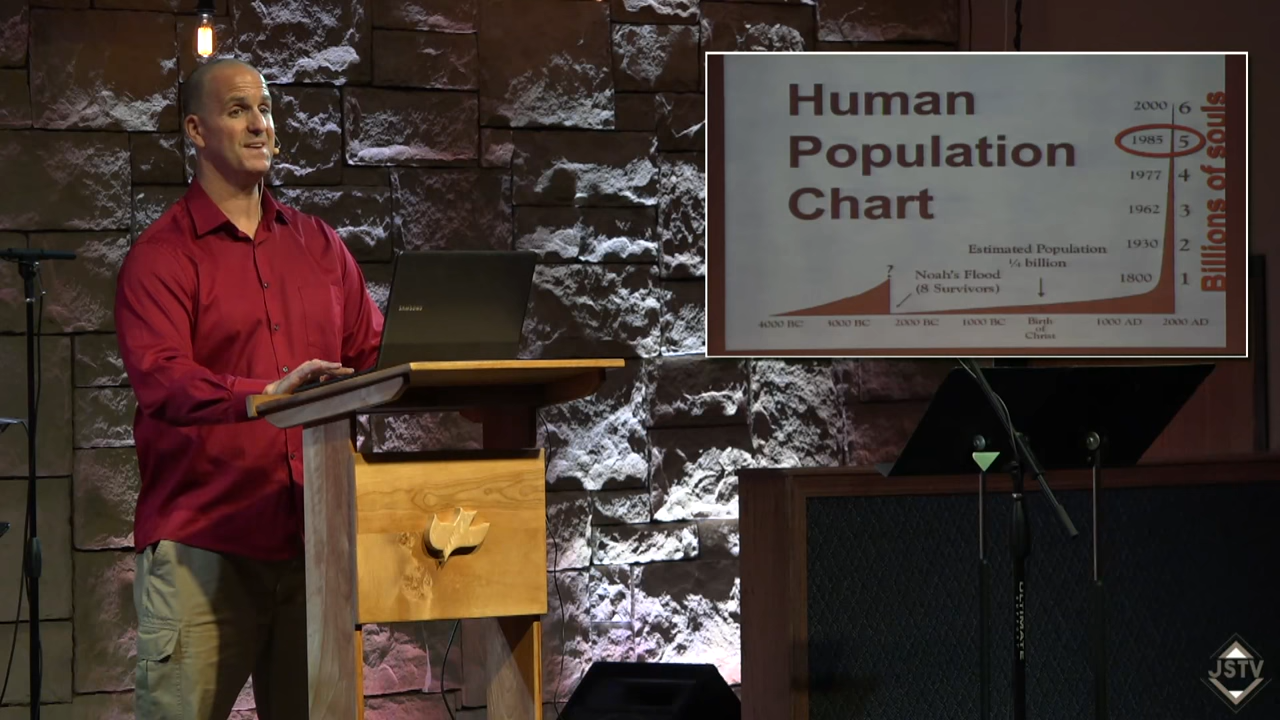 Human
Population
Chart
2000 6
1985 5
1977 4
1962 3
1930 2
1800 1
Billions of souls
Estimated Population
¼ billion
?
Noah's Flood
(8 Survivors)
4000 BC 3000 BC 2000 BC 1000 BC Birth of Christ 1000 AD 2000 AD
SAMSUNG
ULTIMATE
JSTV